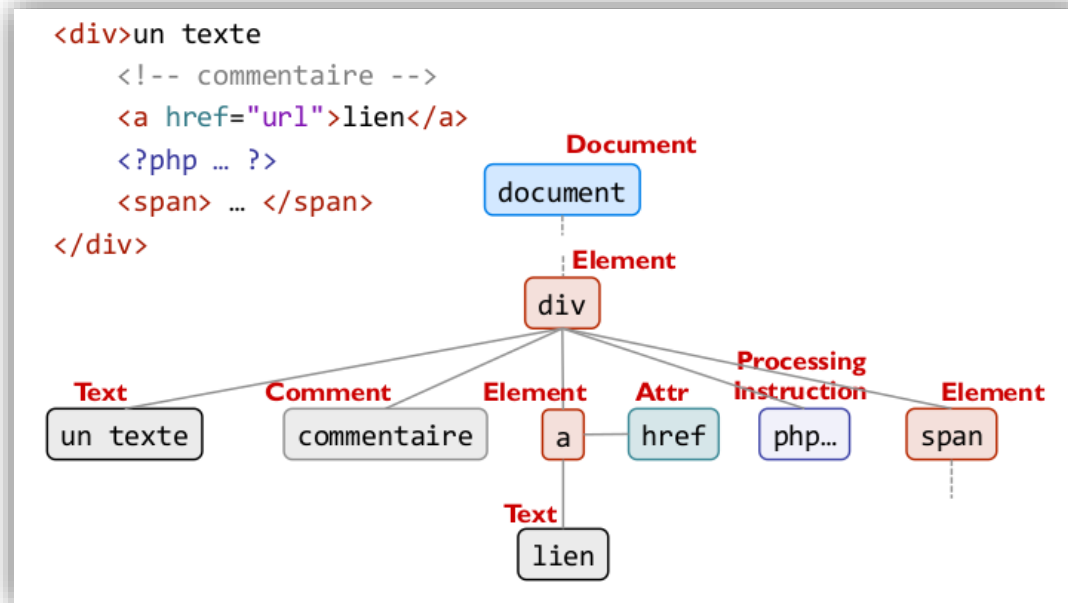 <div>un texte
<!-- commentaire -->
<a href="url">lien</a>
<?php … ?>
<span> … </span>
</div>
Document
document
Element
div
Text
Comment
Element
Attr
Processing
Instruction
Element
un texte
commentaire
a
href
php…
span
Text
lien